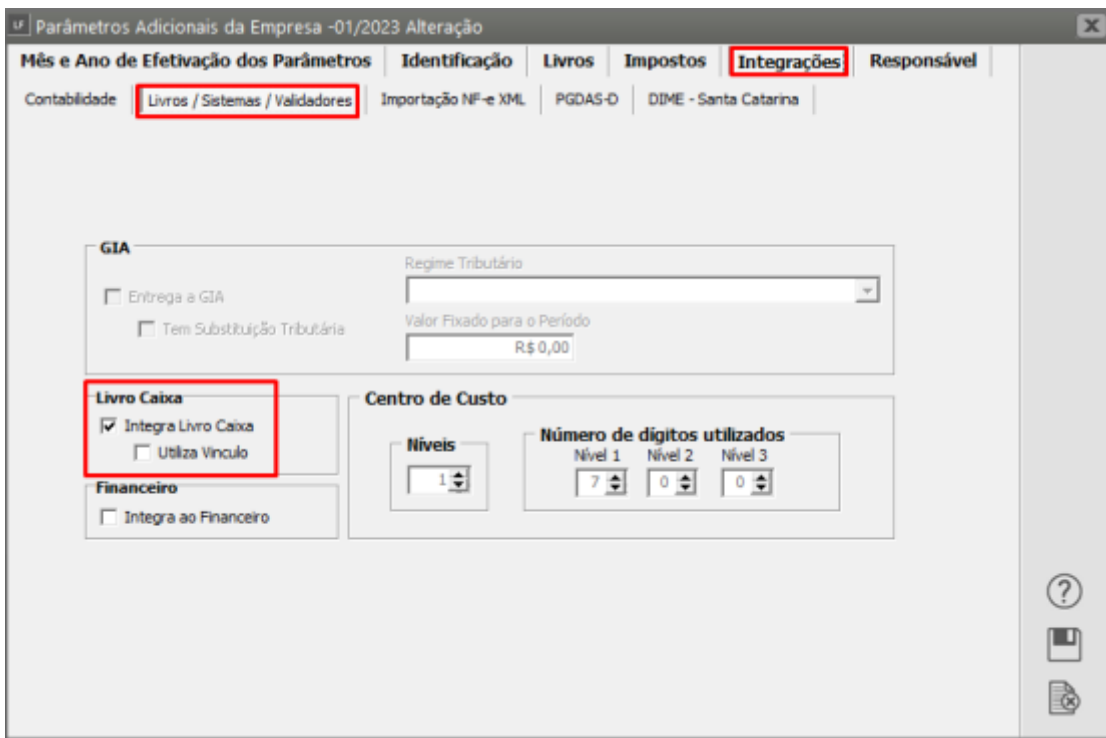 LF Parâmetros Adicionais da Empresa -01/2023 Alteração
Mês e Ano de Efetivação dos Parâmetros Identificação Livros Impostos Integrações Responsável
Contabilidade Livros / Sistemas / Validadores Importação NF-e XML PGDAS-D DIME - Santa Catarina
GIA
Regime Tributário
Entrega a GIA
Valor Fixado para o Período
Tem Substituição Tributária
R$ 0,00
Livro Caixa
Integra Livro Caixa
Utiliza Vinculo
Financeiro
Integra ao Financeiro
Centro de Custo
Níveis
1
Número de dígitos utilizados
Nível 1 Nível 2 Nível 3
7 0 0
?